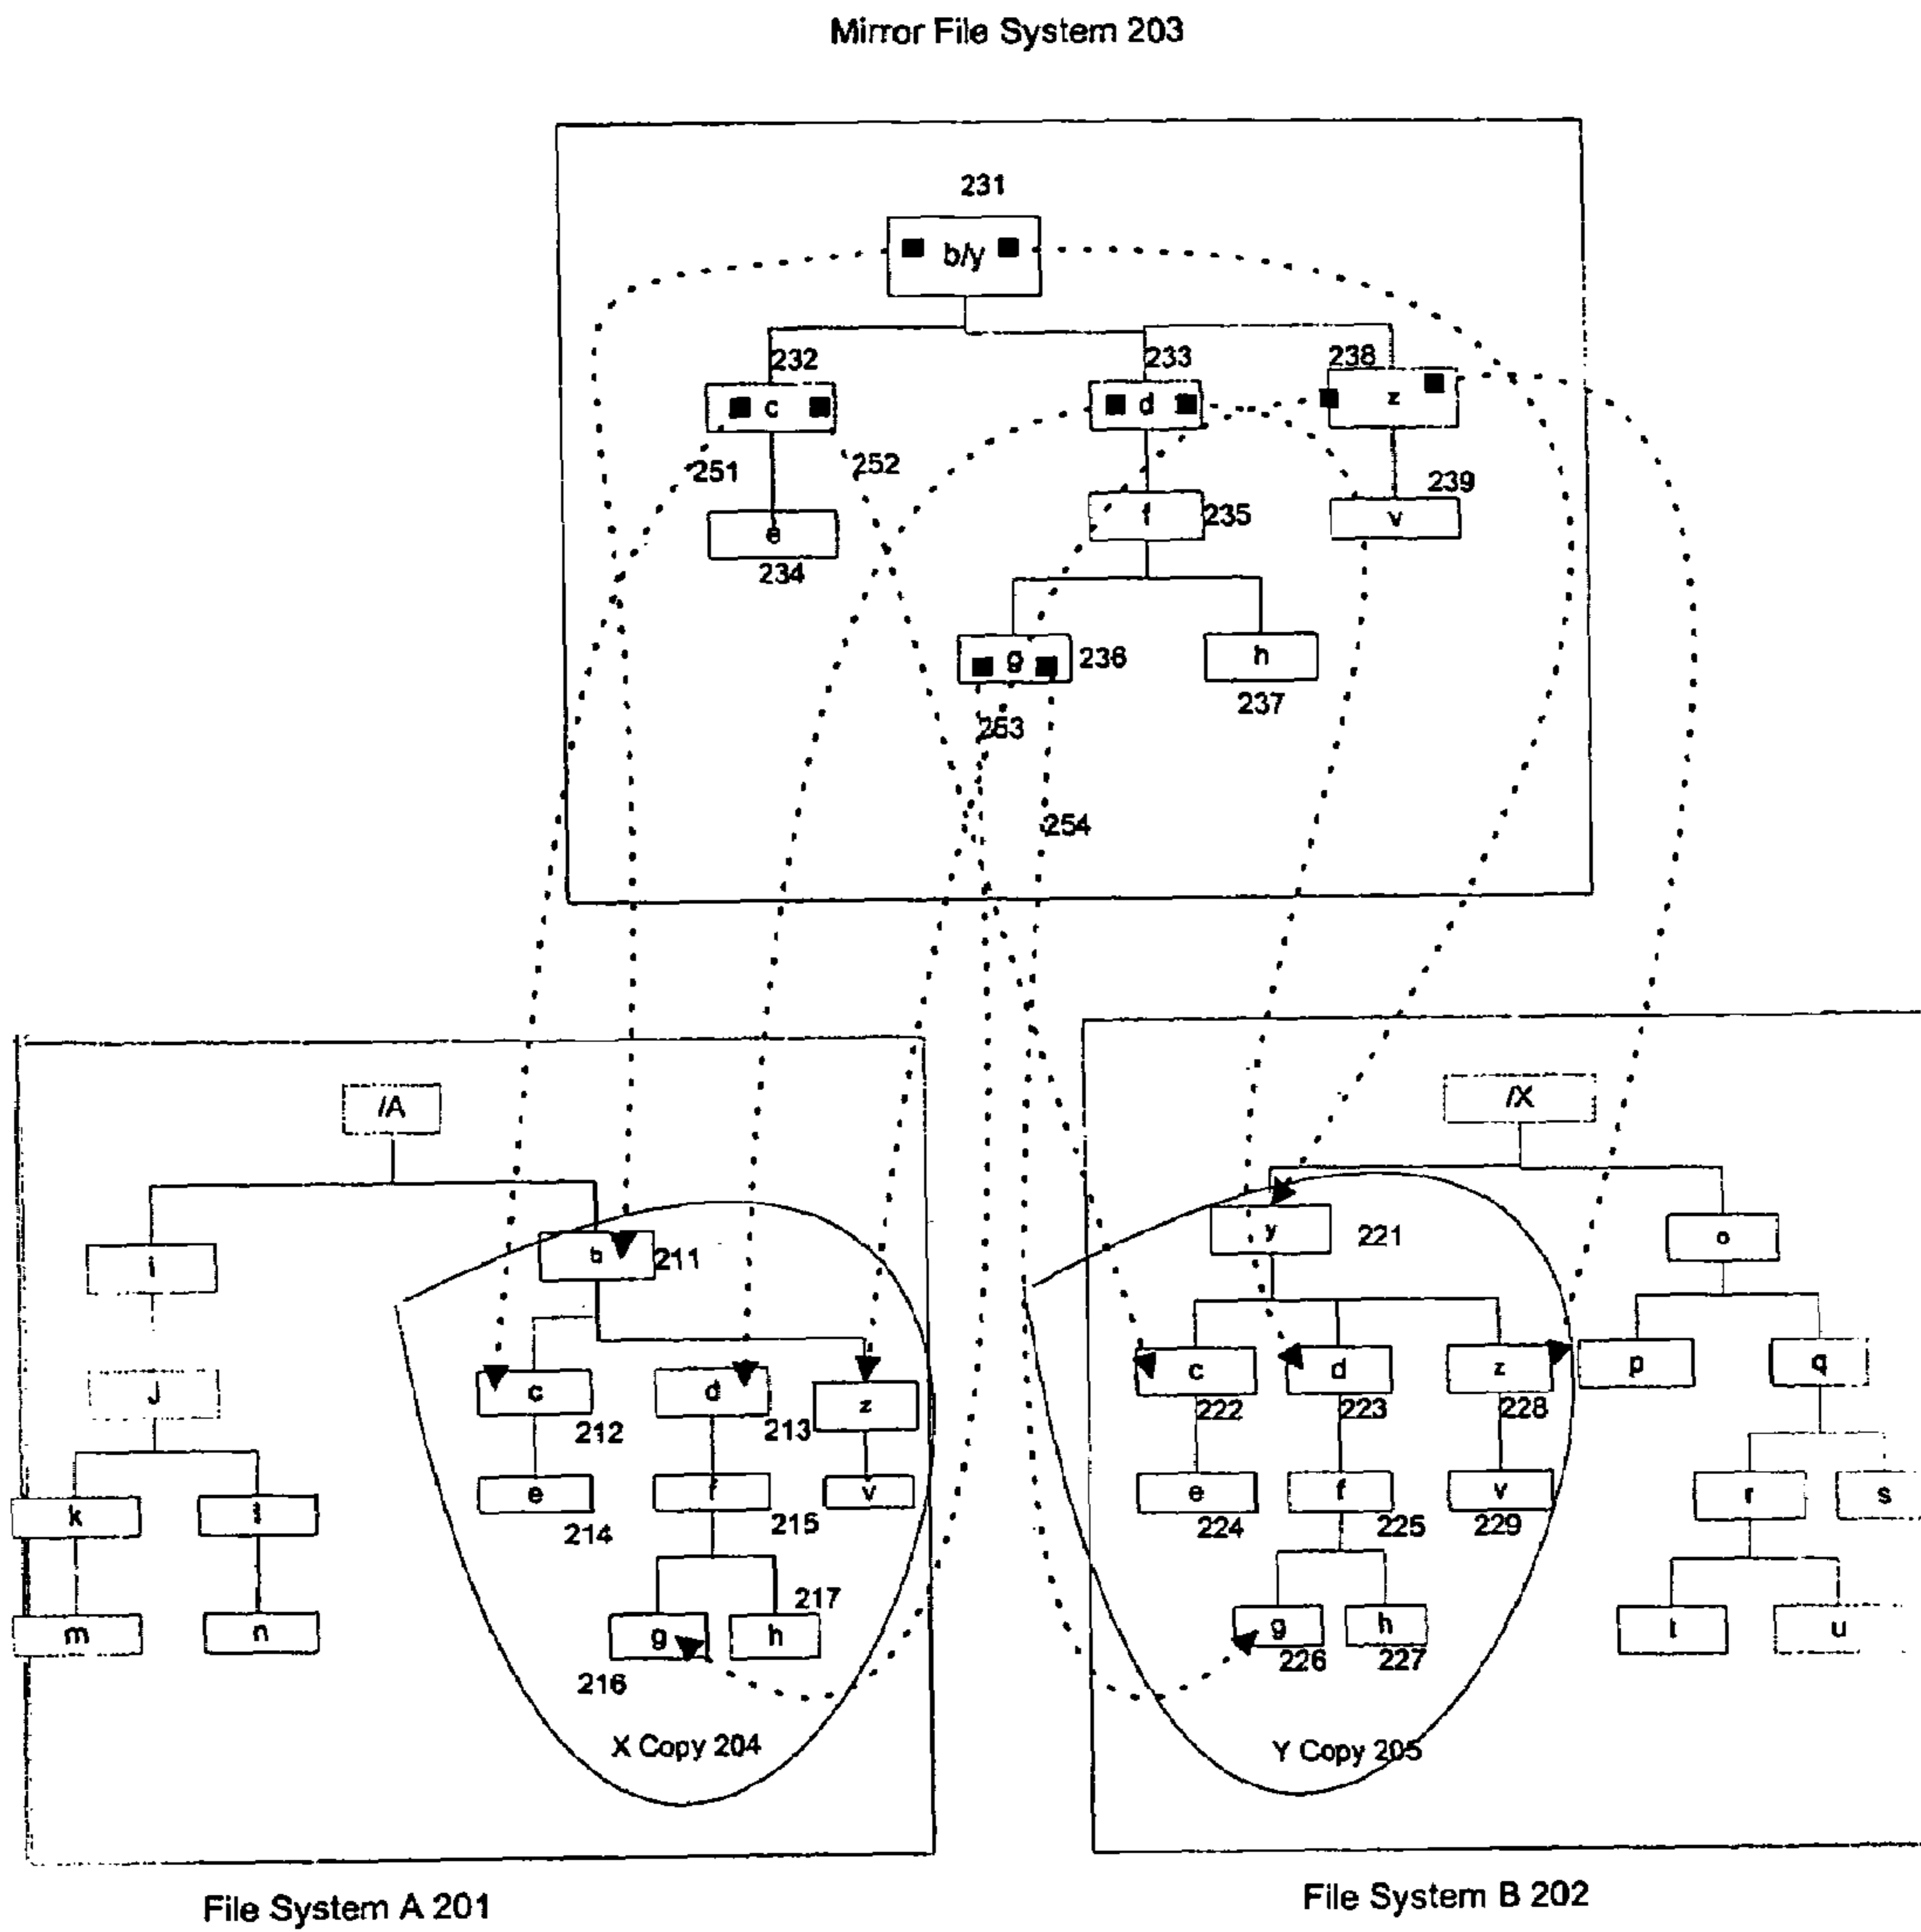 Mirror File System 203
231
b/y
232
233
238
c
d
z
251
252
239
e
f
235
v
234
g
236
h
237
253
254
/A
/X
i
b
211
y
221
o
J
c
d
z
c
d
z
p
q
212
213
222
223
228
k
l
e
f
v
e
f
v
r
s
214
215
224
225
229
m
n
g
h
217
g
h
t
u
216
226
227
X Copy 204
Y Copy 205
File System A 201
File System B 202